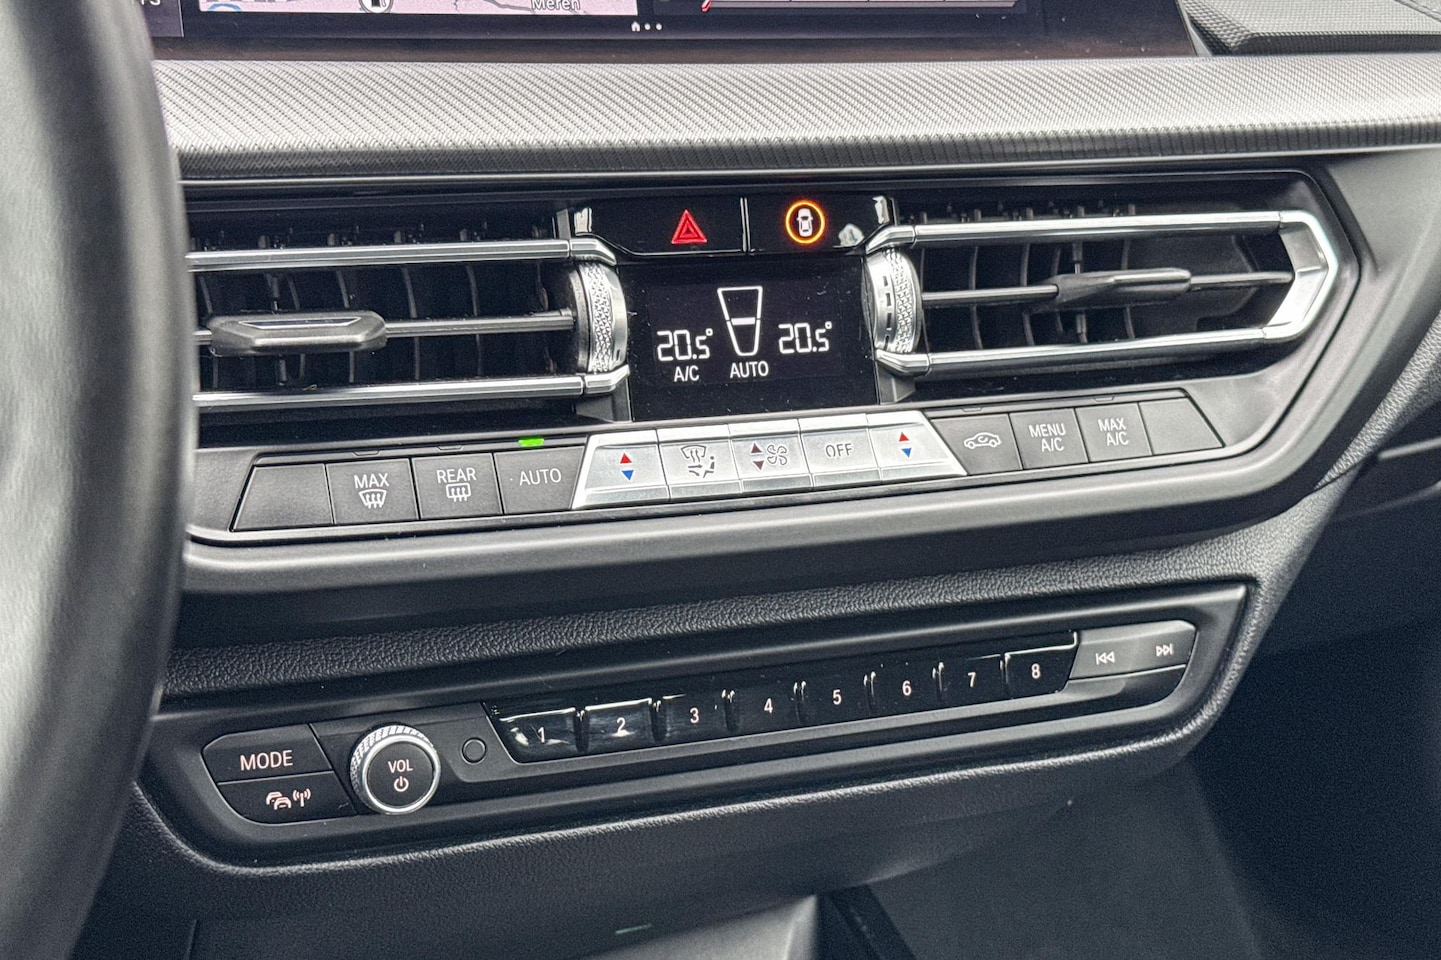 Meren
20.5° 20.5°
A/C AUTO
MAX
REAR
AUTO
OFF
MENU
A/C
MAX
A/C
MODE
VOL
1 2 3 4 5 6 7 8